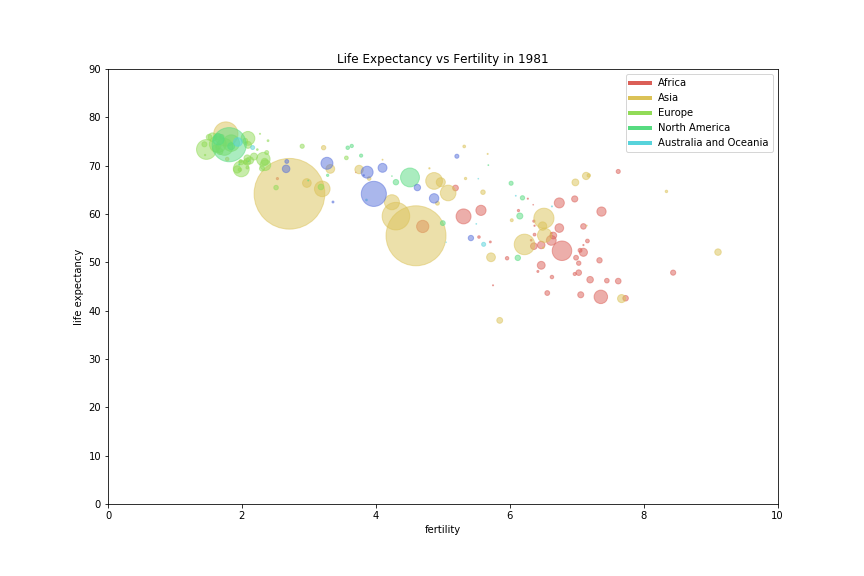 Life Expectancy vs Fertility in 1981
90
80
70
60
50
40
30
20
10
0
life expectancy
Africa
Asia
Europe
North America
Australia and Oceania
0 2 4 6 8 10
fertility